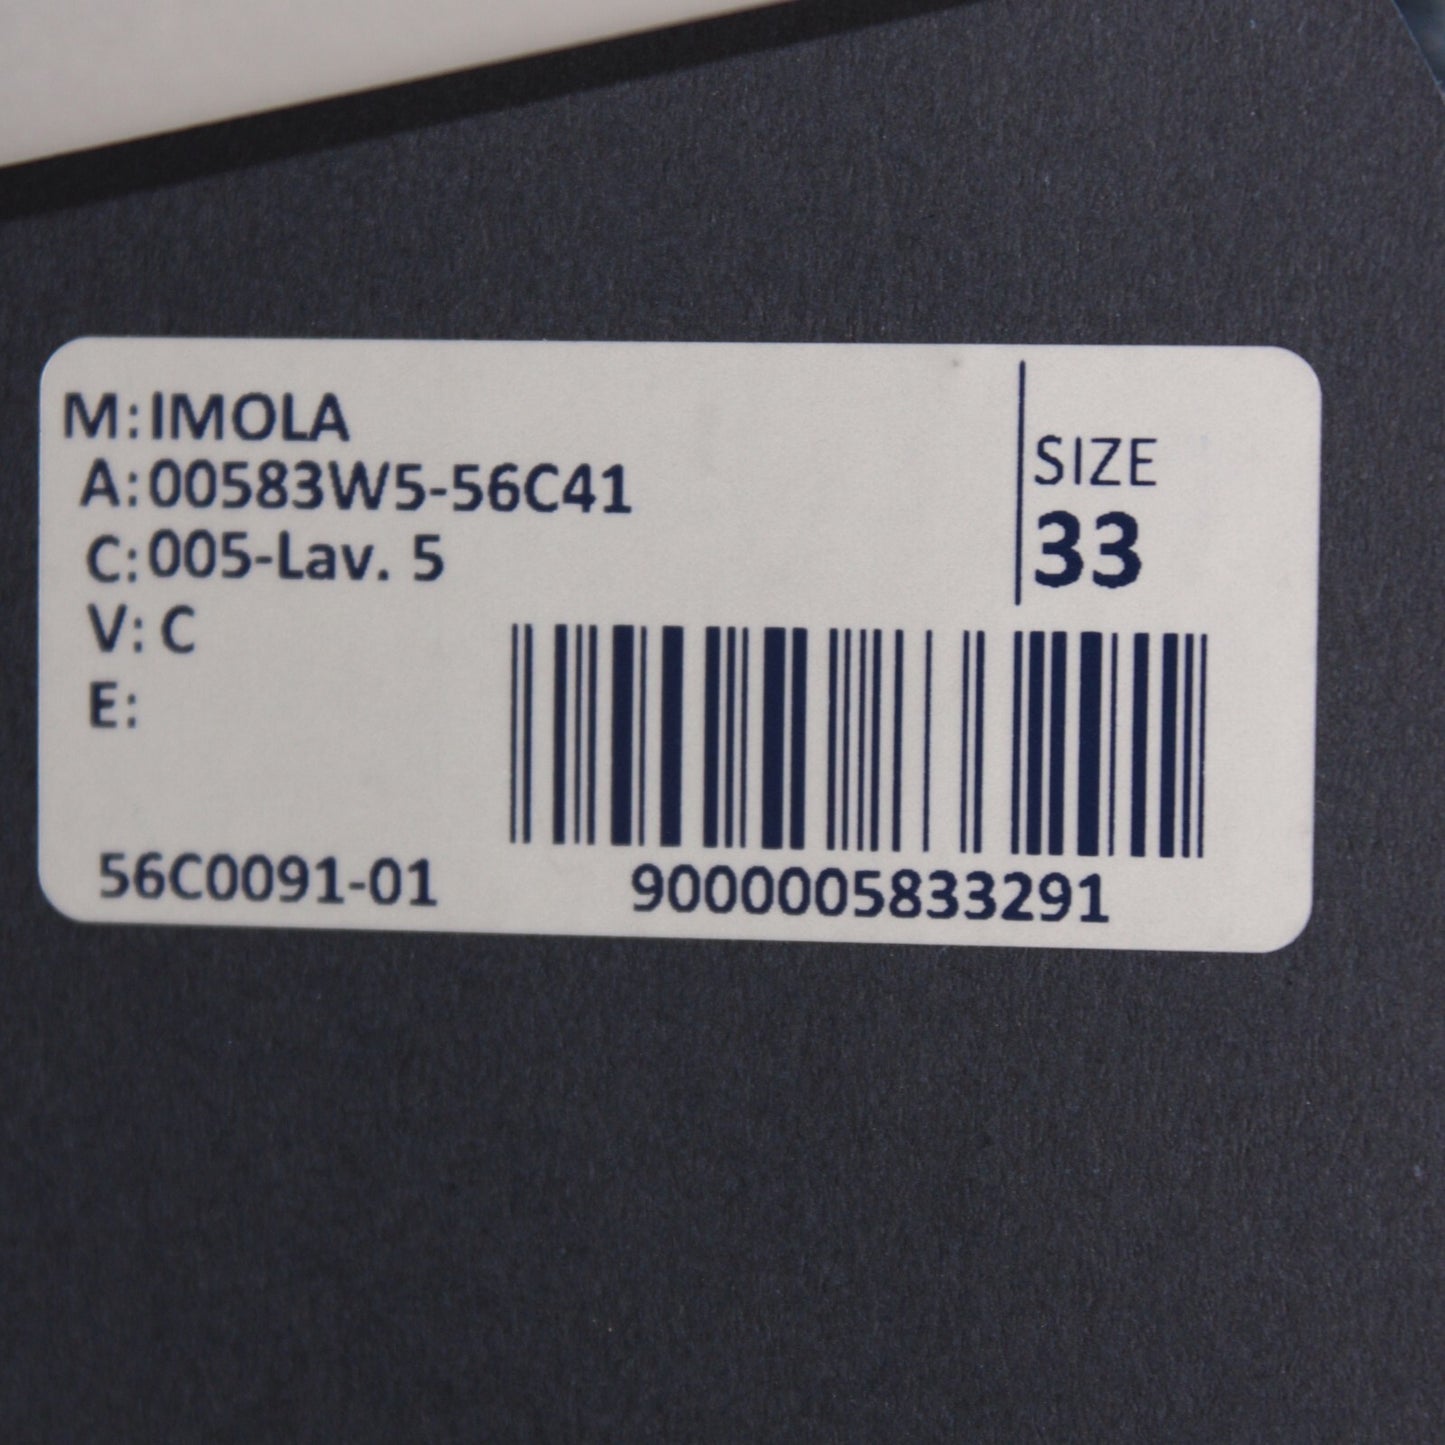 M: IMOLA
A: 00583W5-56C41
C: 005-Lav. 5
V: C
E:
SIZE
33
56C0091-01
9000005833291